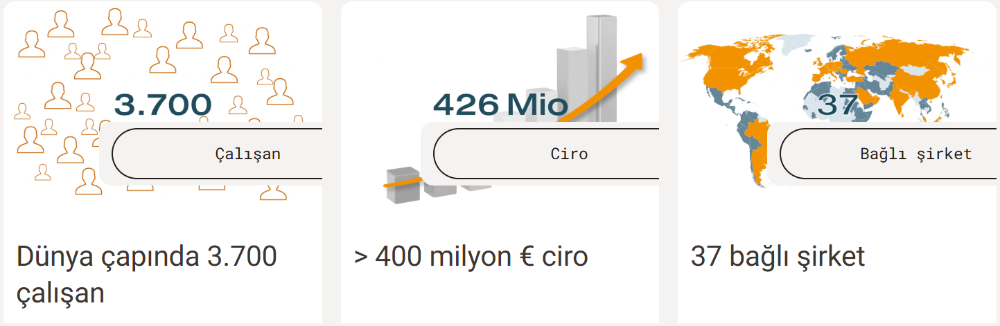 3.700
Çalışan
Dünya çapında 3.700
çalışan
426 Mio
Ciro
> 400 milyon € ciro
37
Bağlı şirket
37 bağlı şirket